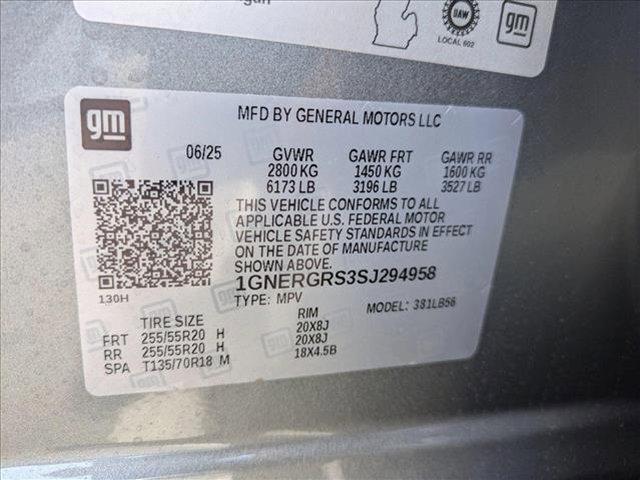 UAW
LOCAL 602
gm
gm
MFD BY GENERAL MOTORS LLC
06/25 GVWR GAWR FRT GAWR RR
2800 KG 1450 KG 1600 KG
6173 LB 3196 LB 3527 LB
THIS VEHICLE CONFORMS TO ALL
APPLICABLE U.S. FEDERAL MOTOR
VEHICLE SAFETY STANDARDS IN EFFECT
ON THE DATE OF MANUFACTURE
SHOWN ABOVE.
1GNERGRS3SJ294958
130H
TYPE: MPV MODEL: 381LB56
TIRE SIZE RIM
FRT 255/55R20 H 20X8J
RR 255/55R20 H 20X8J
SPA T135/70R18 M 18X4.5B